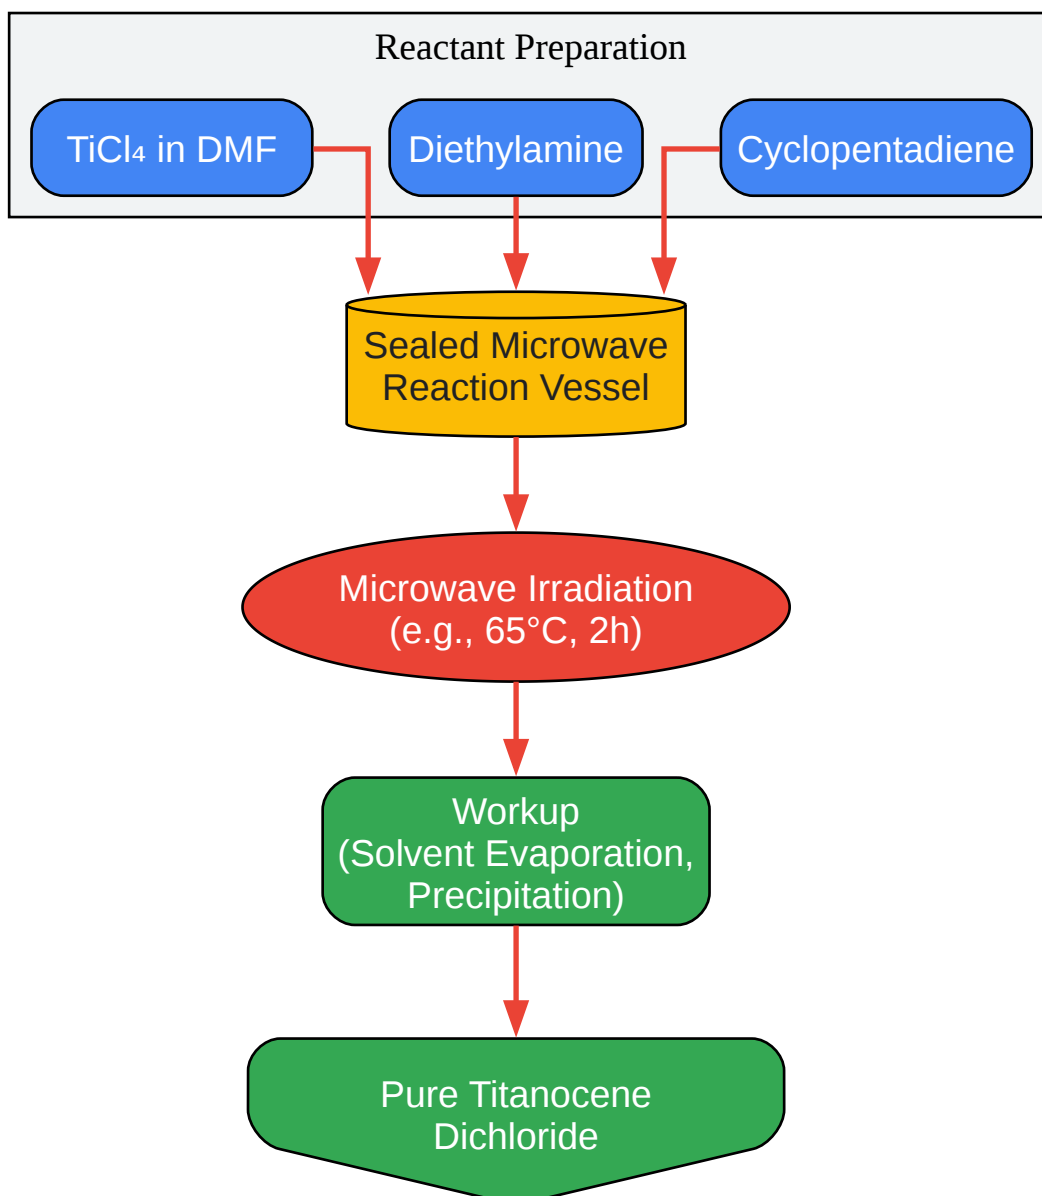 Reactant Preparation
TiCl₄ in DMF
Diethylamine
Cyclopentadiene
Sealed Microwave
Reaction Vessel
Microwave Irradiation
(e.g., 65°C, 2h)
Workup
(Solvent Evaporation,
Precipitation)
Pure Titanocene
Dichloride